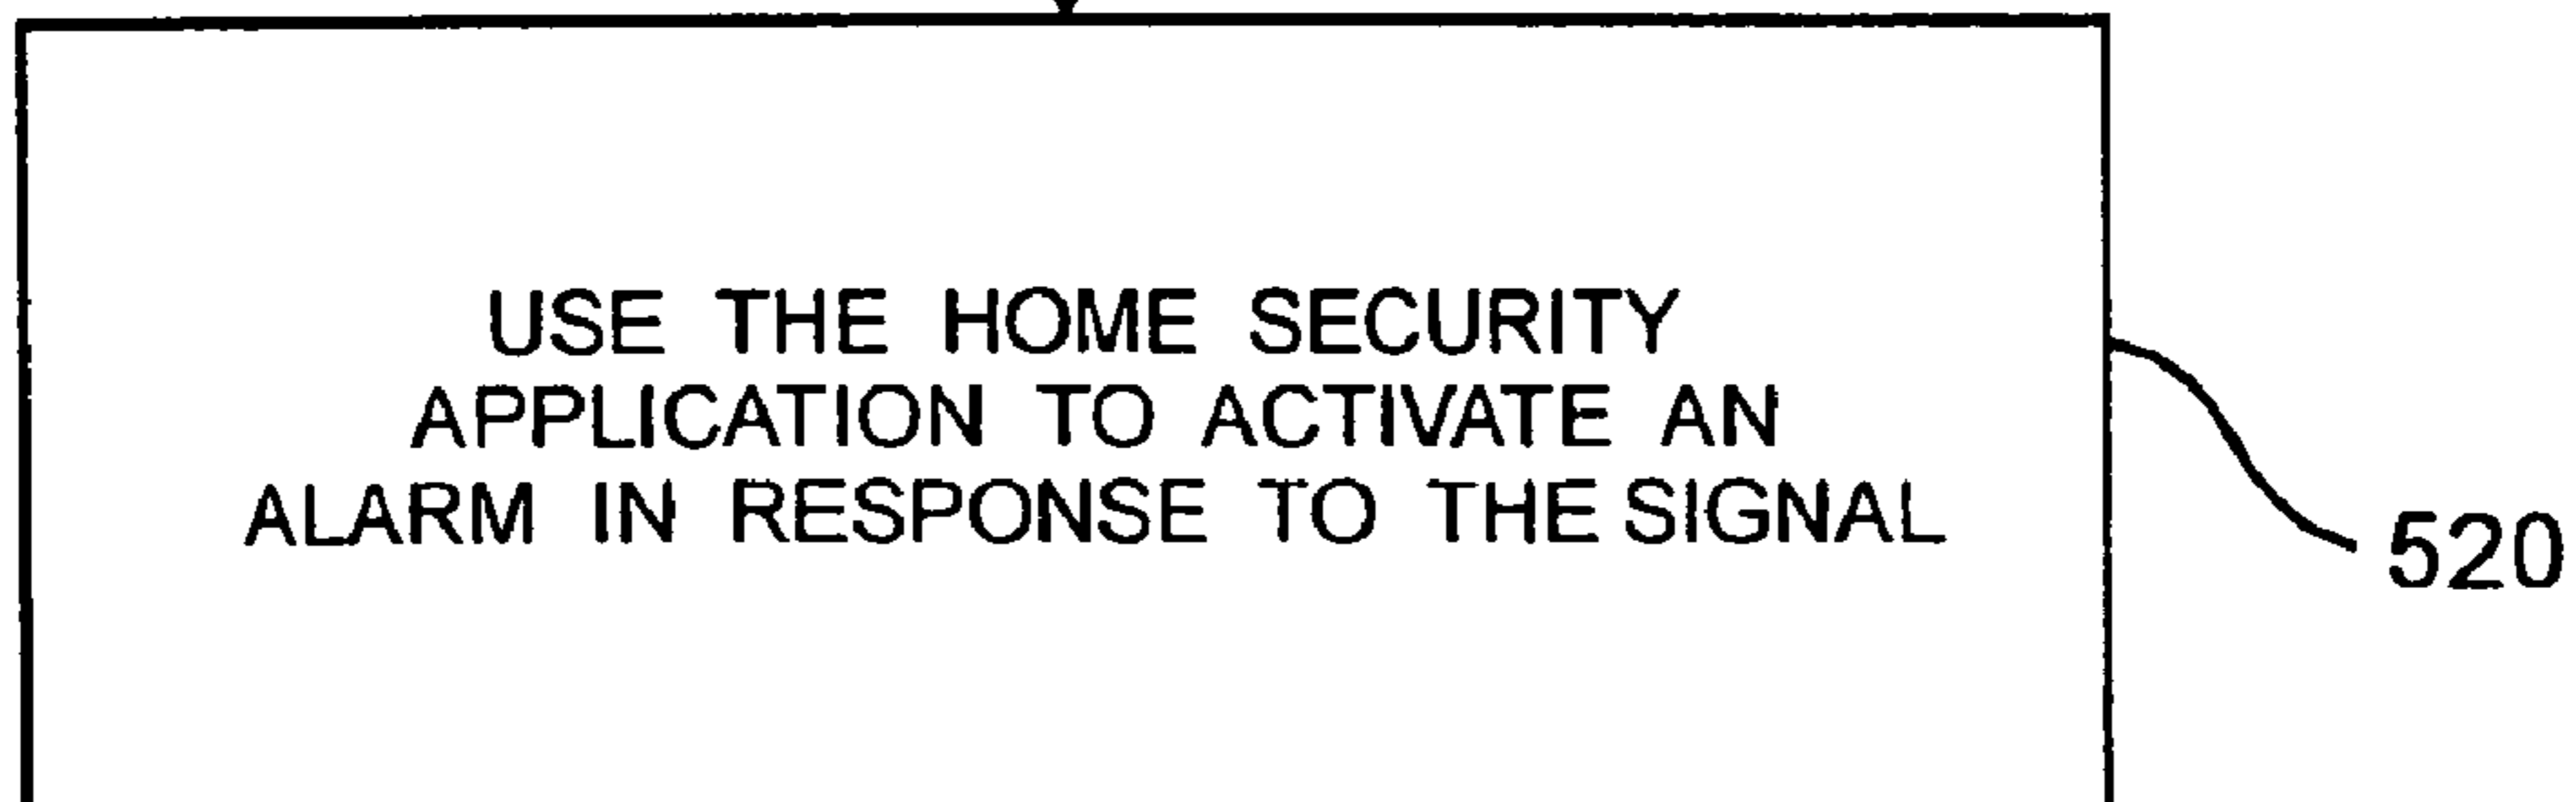 USE THE HOME SECURITY
APPLICATION TO ACTIVATE AN
ALARM IN RESPONSE TO THE SIGNAL
520